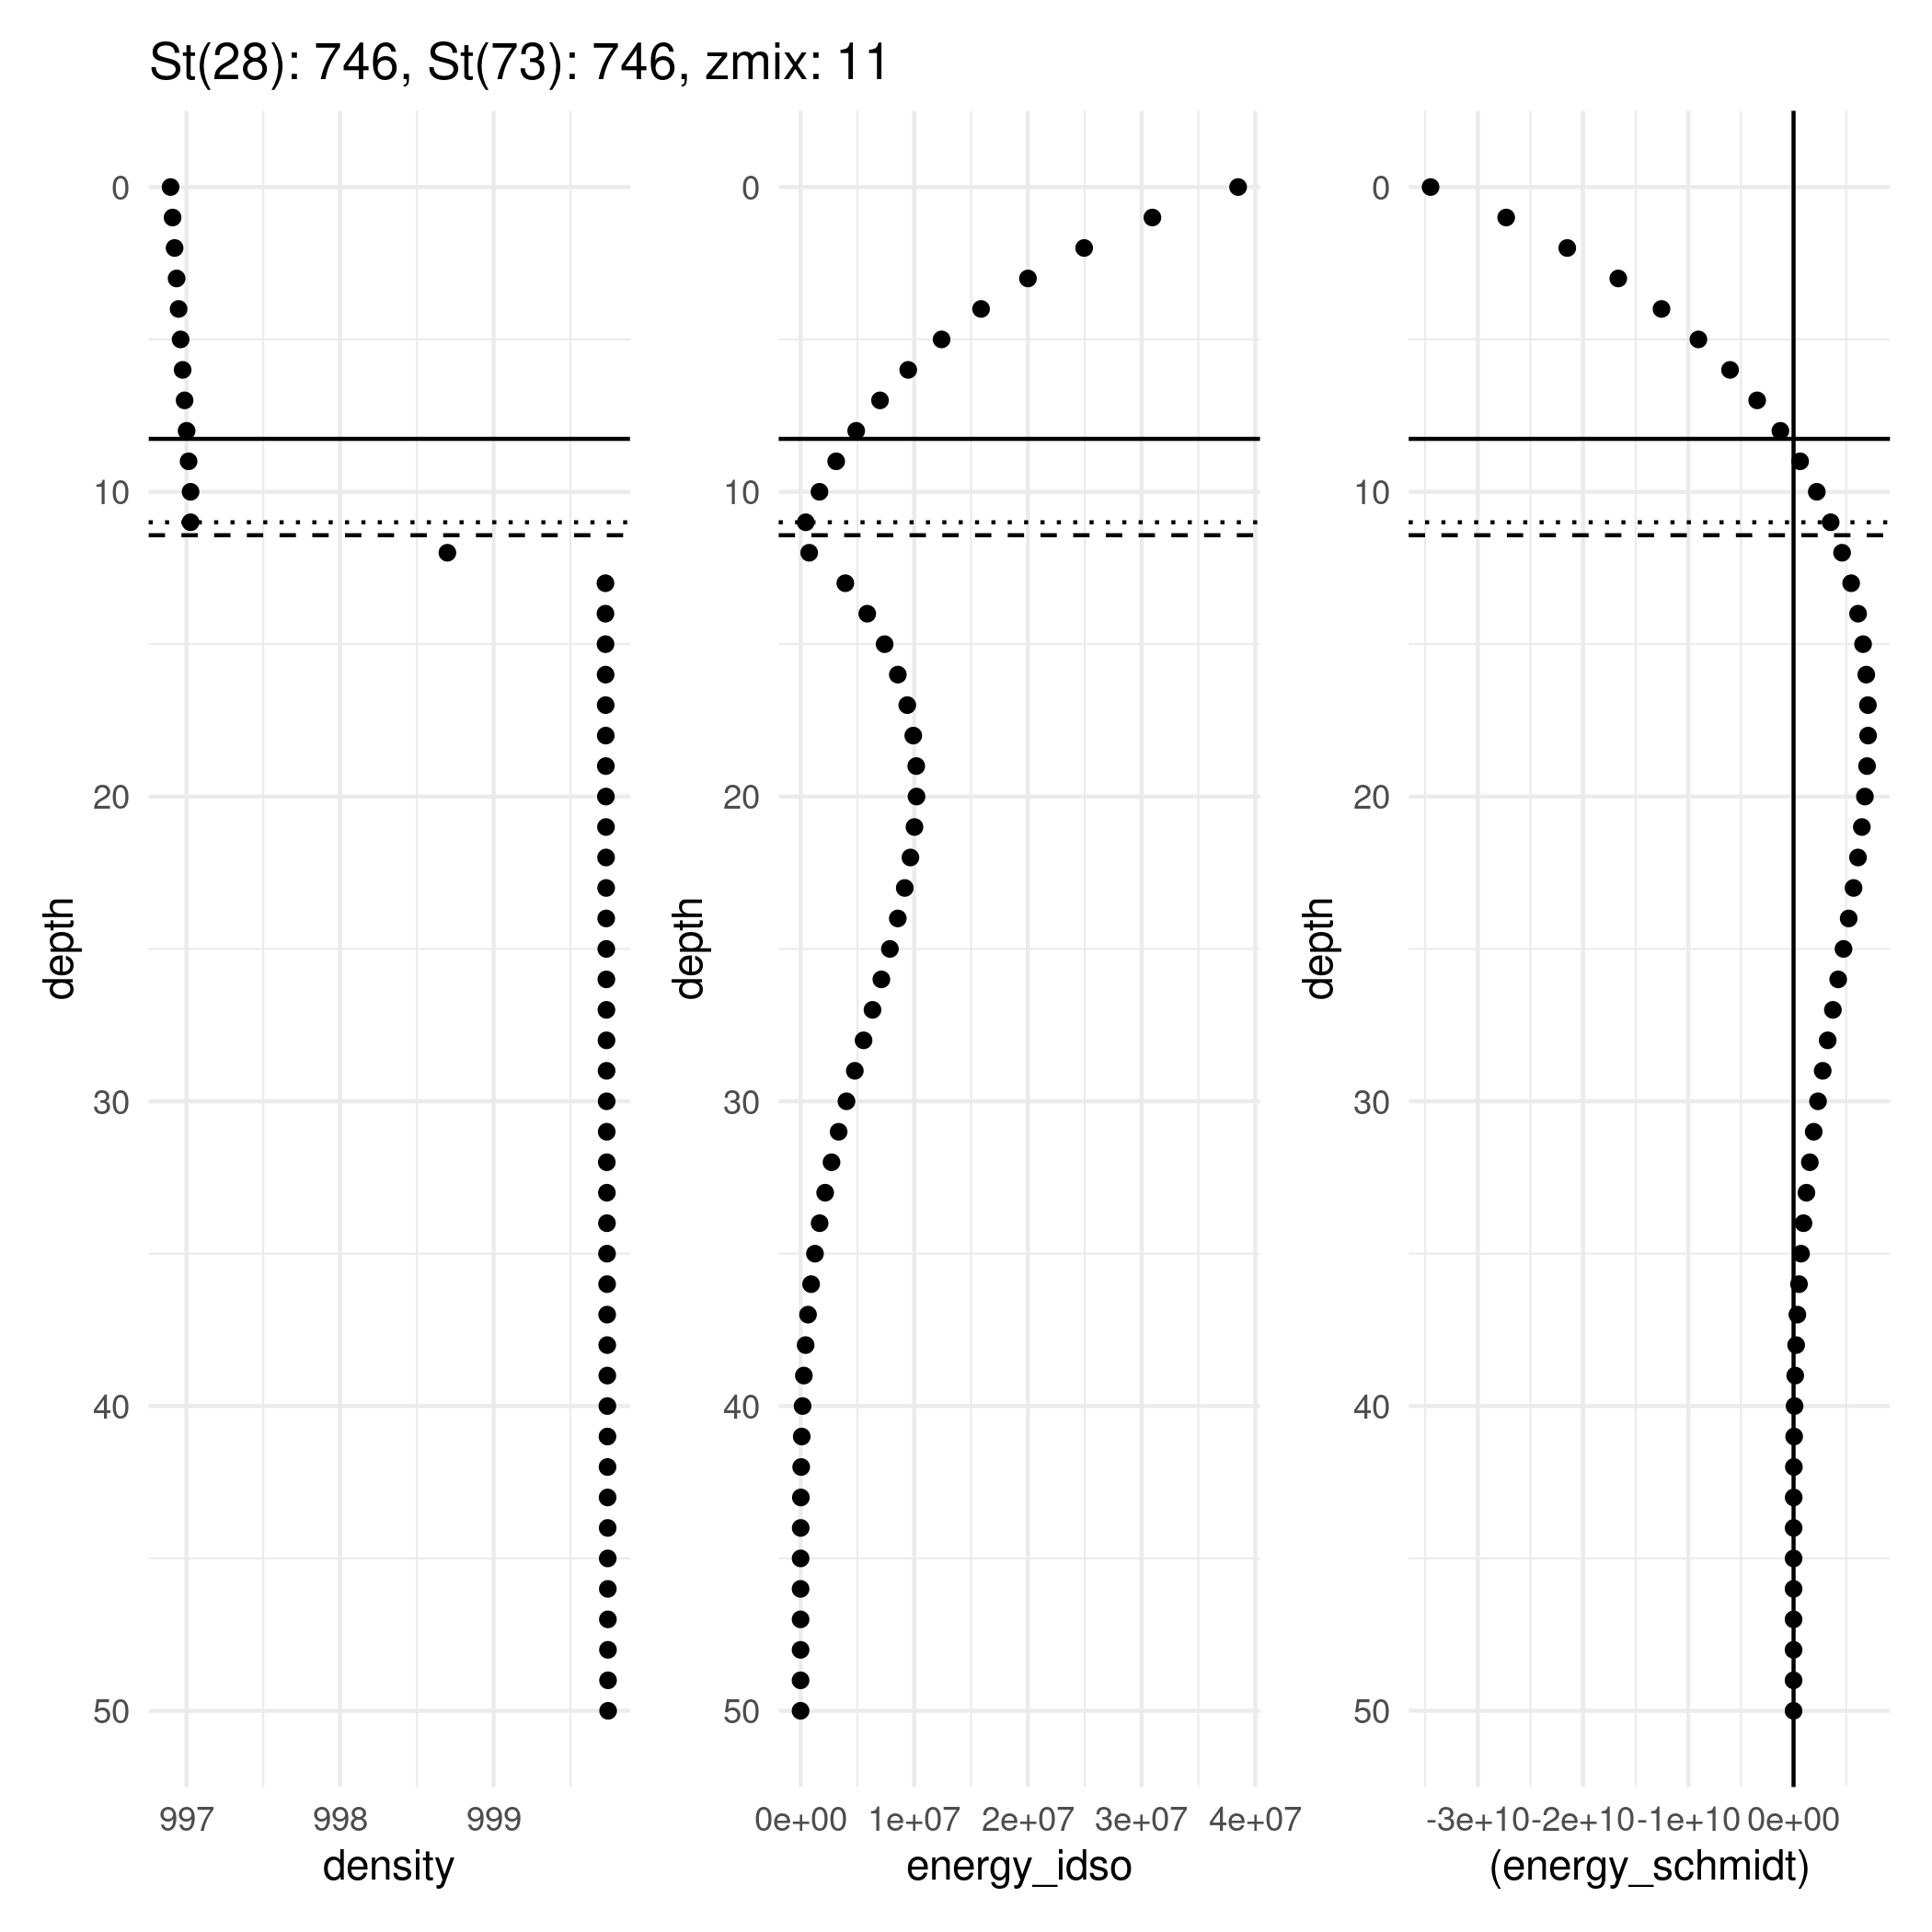 St(28): 746, St(73): 746, zmix: 11
depth
0
10
20
30
40
50
997 998 999
density
depth
0
10
20
30
40
50
0e+00 1e+07 2e+07 3e+07 4e+07
energy_idso
depth
0
10
20
30
40
50
-3e+10 -2e+10 -1e+10 0e+00
(energy_schmidt)